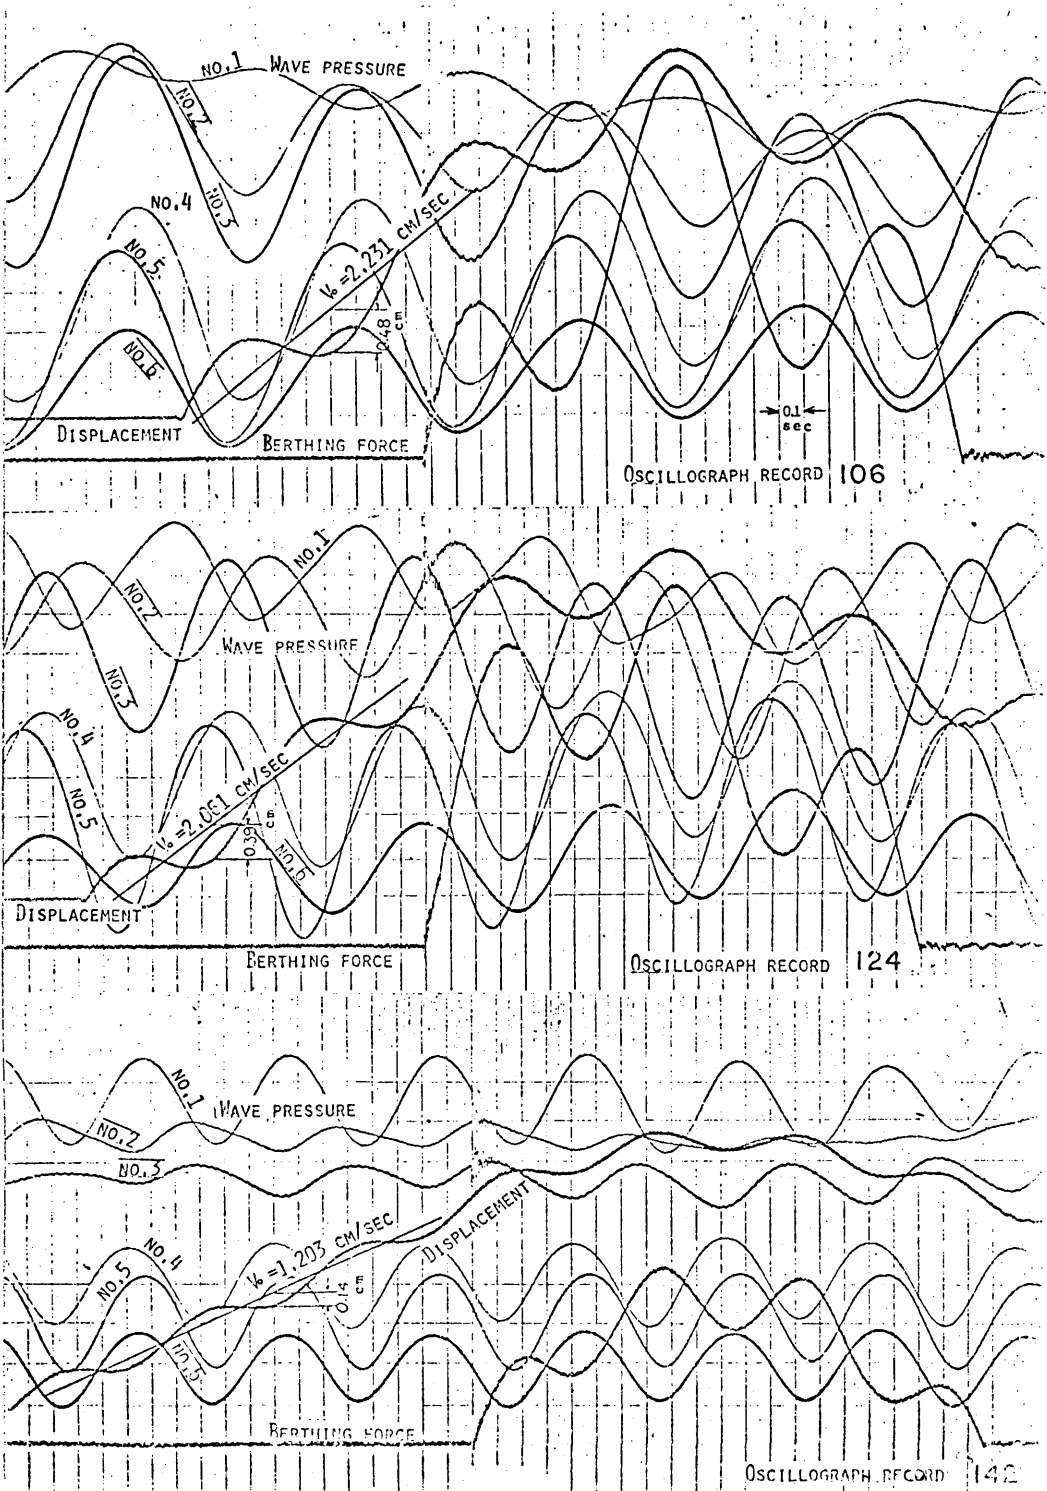 NO.1 WAVE PRESSURE
NO.2
NO.4
NO.3
NO.5
V₀ = 2.231 CM/SEC
0.48 cm
NO.6
0.1 sec
DISPLACEMENT
BERTHING FORCE
OSCILLOGRAPH RECORD 106
NO.1
NO.2
WAVE PRESSURE
NO.3
NO.4
V₀ = 2.061 CM/SEC
NO.5
0.39
NO.6
DISPLACEMENT
BERTHING FORCE
OSCILLOGRAPH RECORD 124
NO.1
WAVE PRESSURE
NO.2
NO.3
DISPLACEMENT
V₀ = 1.203 CM/SEC
NO.4
NO.5
0.14 cm
BERTHING FORCE
OSCILLOGRAPH RECORD 142